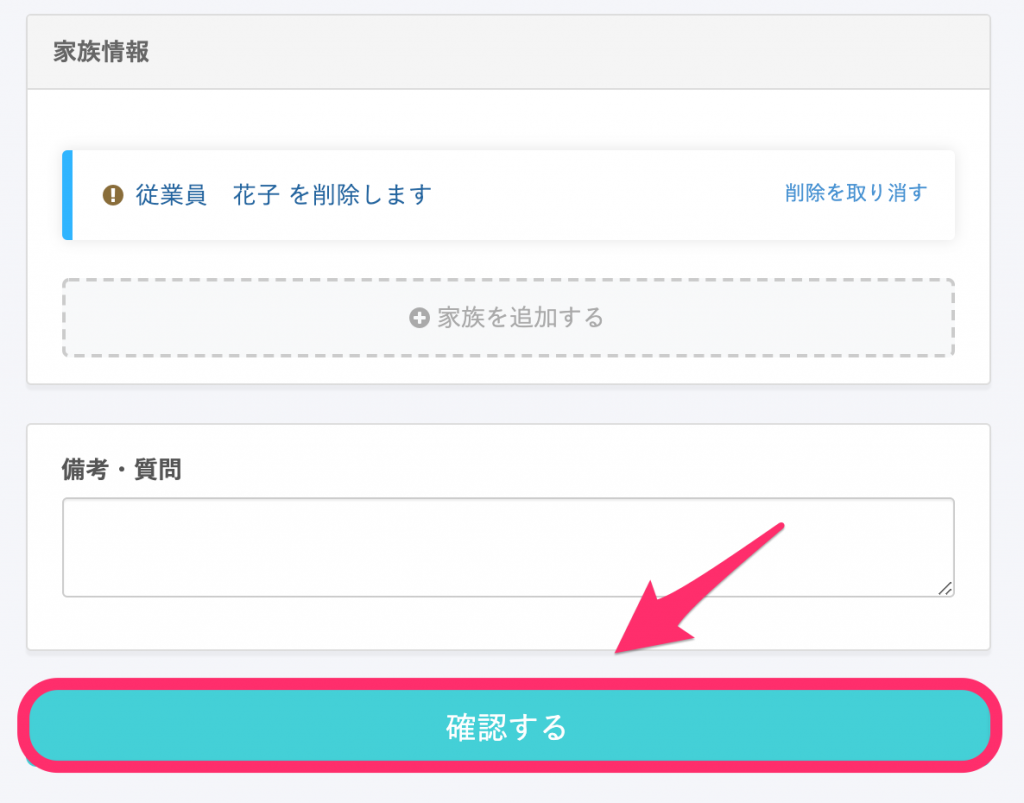 家族情報
従業員　花子 を削除します 削除を取り消す
家族を追加する
備考・質問
確認する